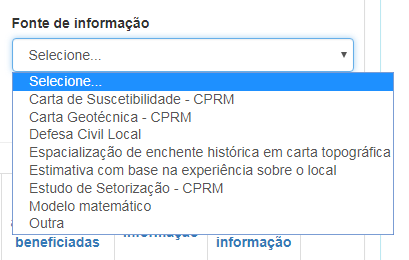 Fonte de informação
Selecione...
Selecione...
Carta de Suscetibilidade - CPRM
Carta Geotécnica - CPRM
Defesa Civil Local
Espacialização de enchente histórica em carta topográfica
Estimativa com base na experiência sobre o local
Estudo de Setorização - CPRM
Modelo matemático
Outra
beneficiadas
informação
informação